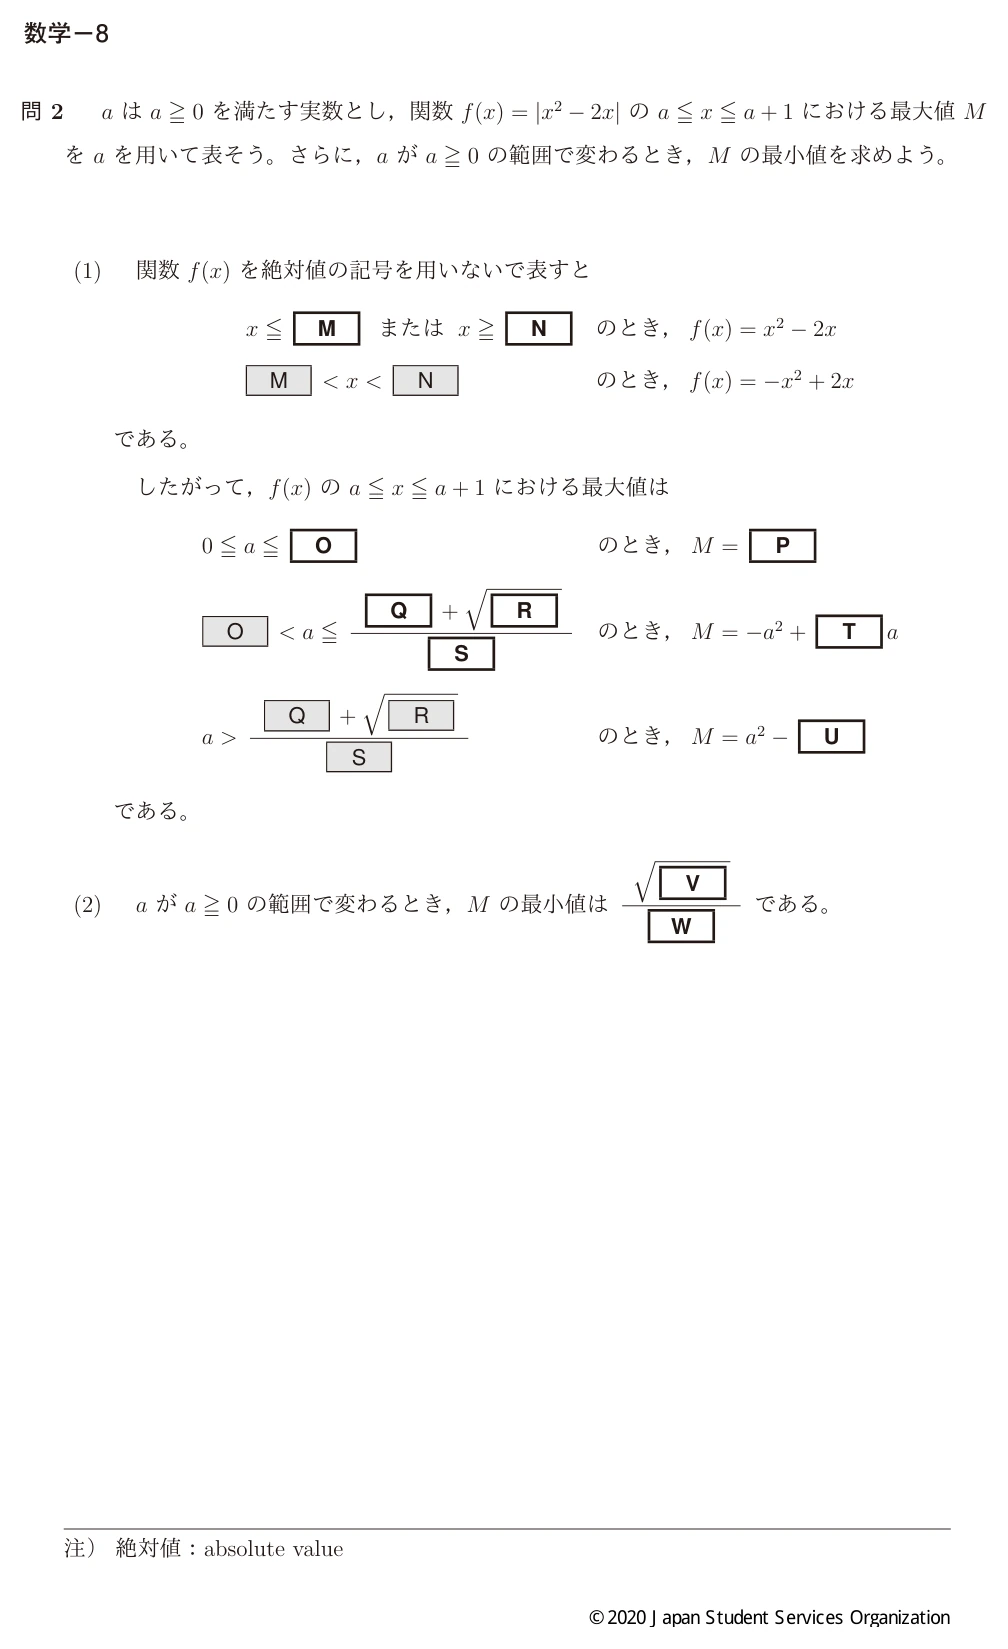 数学－8
問 2　a は a ≧ 0 を満たす実数とし，関数 f(x) = |x² − 2x| の a ≦ x ≦ a + 1 における最大値 M
を a を用いて表そう。さらに，a が a ≧ 0 の範囲で変わるとき，M の最小値を求めよう。
(1)　関数 f(x) を絶対値の記号を用いないで表すと
x ≦ M または x ≧ N のとき， f(x) = x² − 2x
M < x < N のとき， f(x) = −x² + 2x
である。
したがって，f(x) の a ≦ x ≦ a + 1 における最大値は
0 ≦ a ≦ O のとき， M = P
O < a ≦ (Q + √R) / S のとき， M = −a² + T a
a > (Q + √R) / S のとき， M = a² − U
である。
(2)　a が a ≧ 0 の範囲で変わるとき，M の最小値は √V / W である。
注） 絶対値：absolute value
© 2020 Japan Student Services Organization